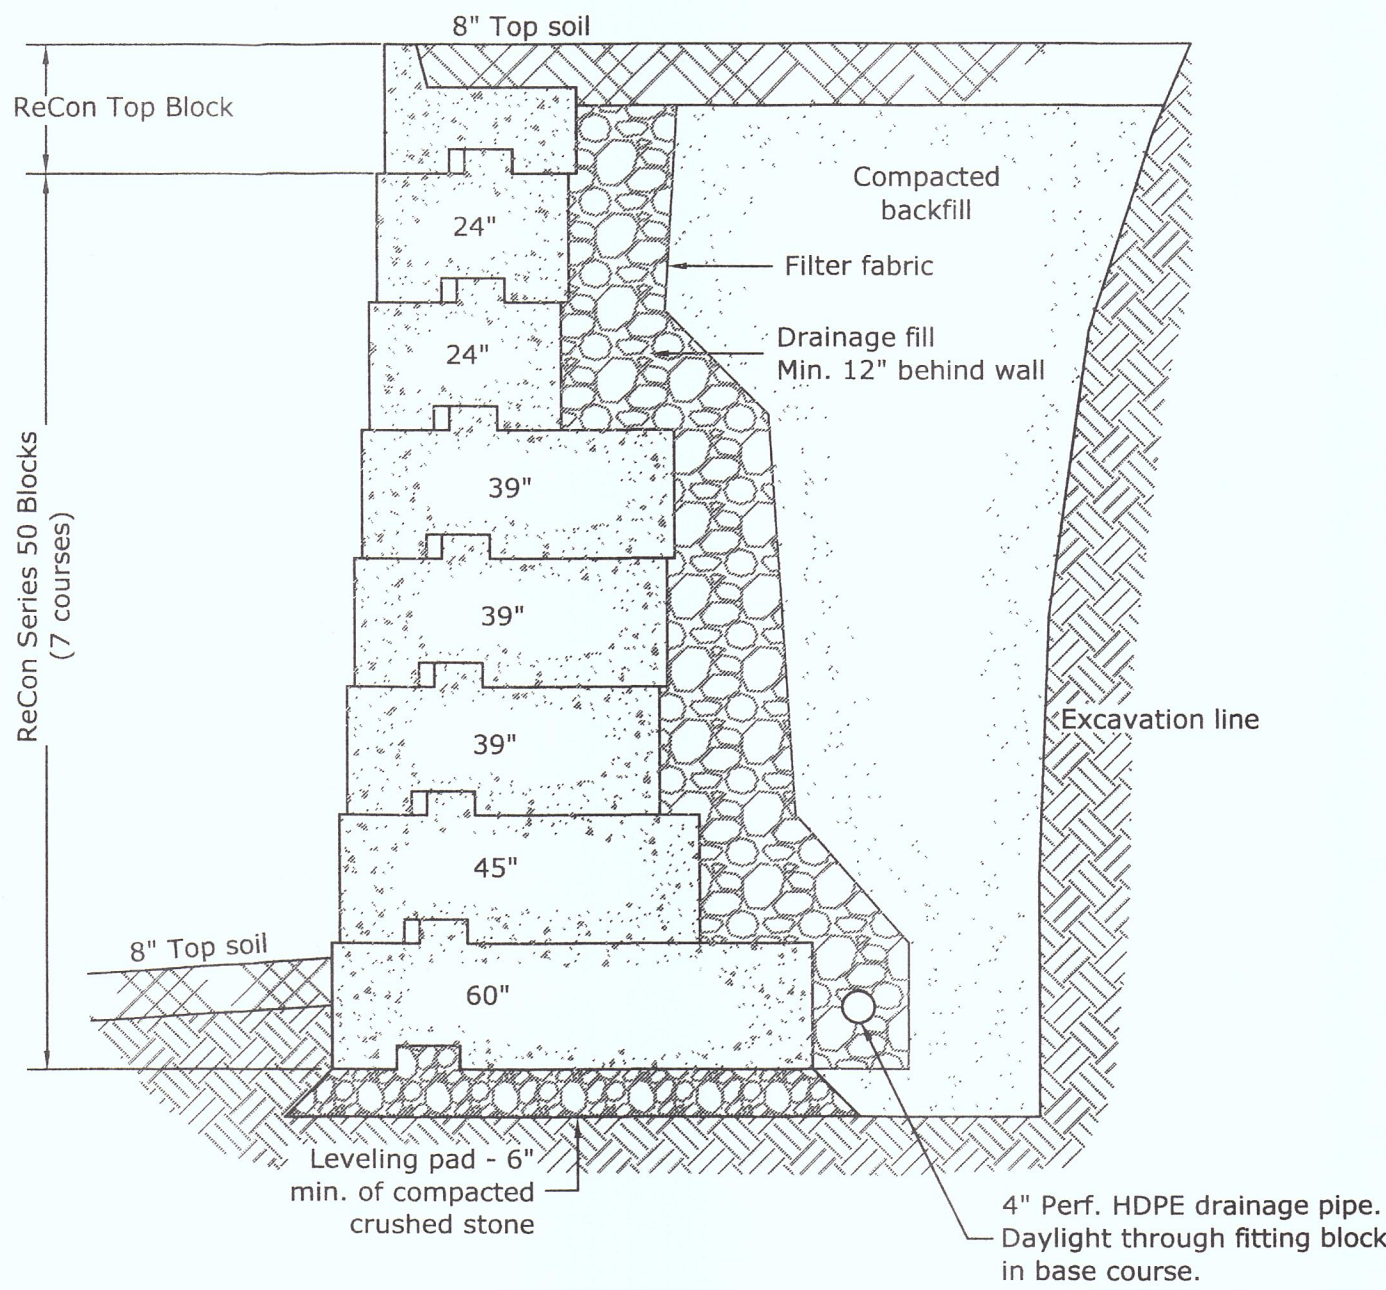 8" Top soil
ReCon Top Block
Compacted
backfill
24"
Filter fabric
Drainage fill
Min. 12" behind wall
24"
ReCon Series 50 Blocks
(7 courses)
39"
39"
Excavation line
39"
45"
8" Top soil
60"
Leveling pad - 6"
min. of compacted
crushed stone
4" Perf. HDPE drainage pipe.
Daylight through fitting block
in base course.